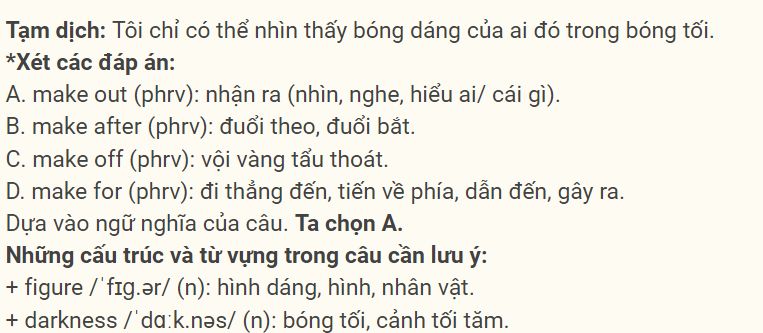 Tạm dịch: Tôi chỉ có thể nhìn thấy bóng dáng của ai đó trong bóng tối.
*Xét các đáp án:
A. make out (phrv): nhận ra (nhìn, nghe, hiểu ai/ cái gì).
B. make after (phrv): đuổi theo, đuổi bắt.
C. make off (phrv): vội vàng tẩu thoát.
D. make for (phrv): đi thẳng đến, tiến về phía, dẫn đến, gây ra.
Dựa vào ngữ nghĩa của câu. Ta chọn A.
Những cấu trúc và từ vựng trong câu cần lưu ý:
+ figure /ˈfɪɡ.ər/ (n): hình dáng, hình, nhân vật.
+ darkness /ˈdɑːk.nəs/ (n): bóng tối, cảnh tối tăm.